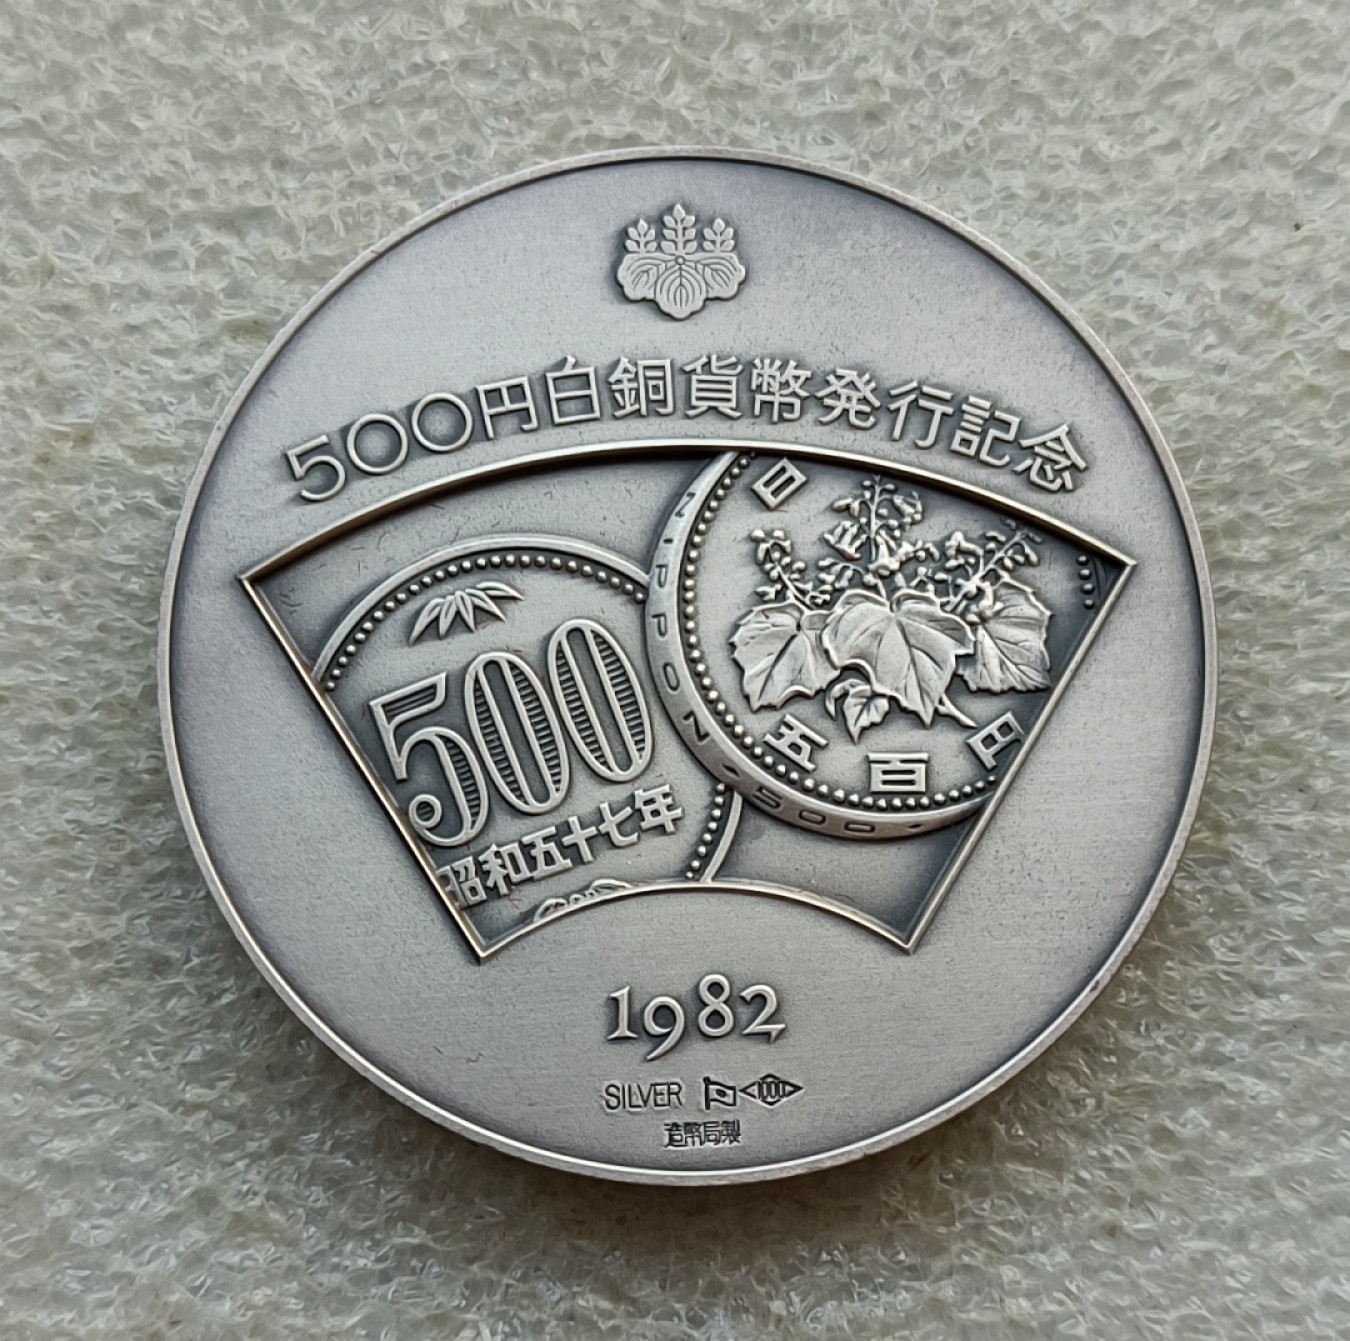 500円白銅貨幣発行記念
500
昭和五十七年
NIPPON・500・
日
五百円
1982
SILVER 1000
造幣局製